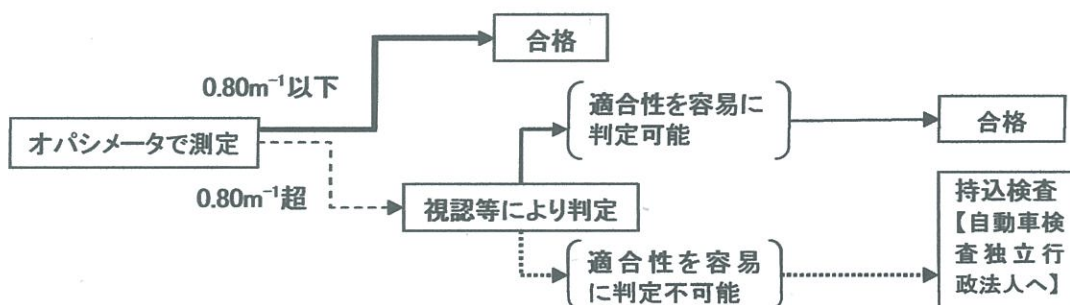 合格
0.80m⁻¹以下
適合性を容易に
判定可能
合格
オパシメータで測定
0.80m⁻¹超
視認等により判定
持込検査
【自動車検
査独立行
政法人へ】
適合性を容易
に判定不可能